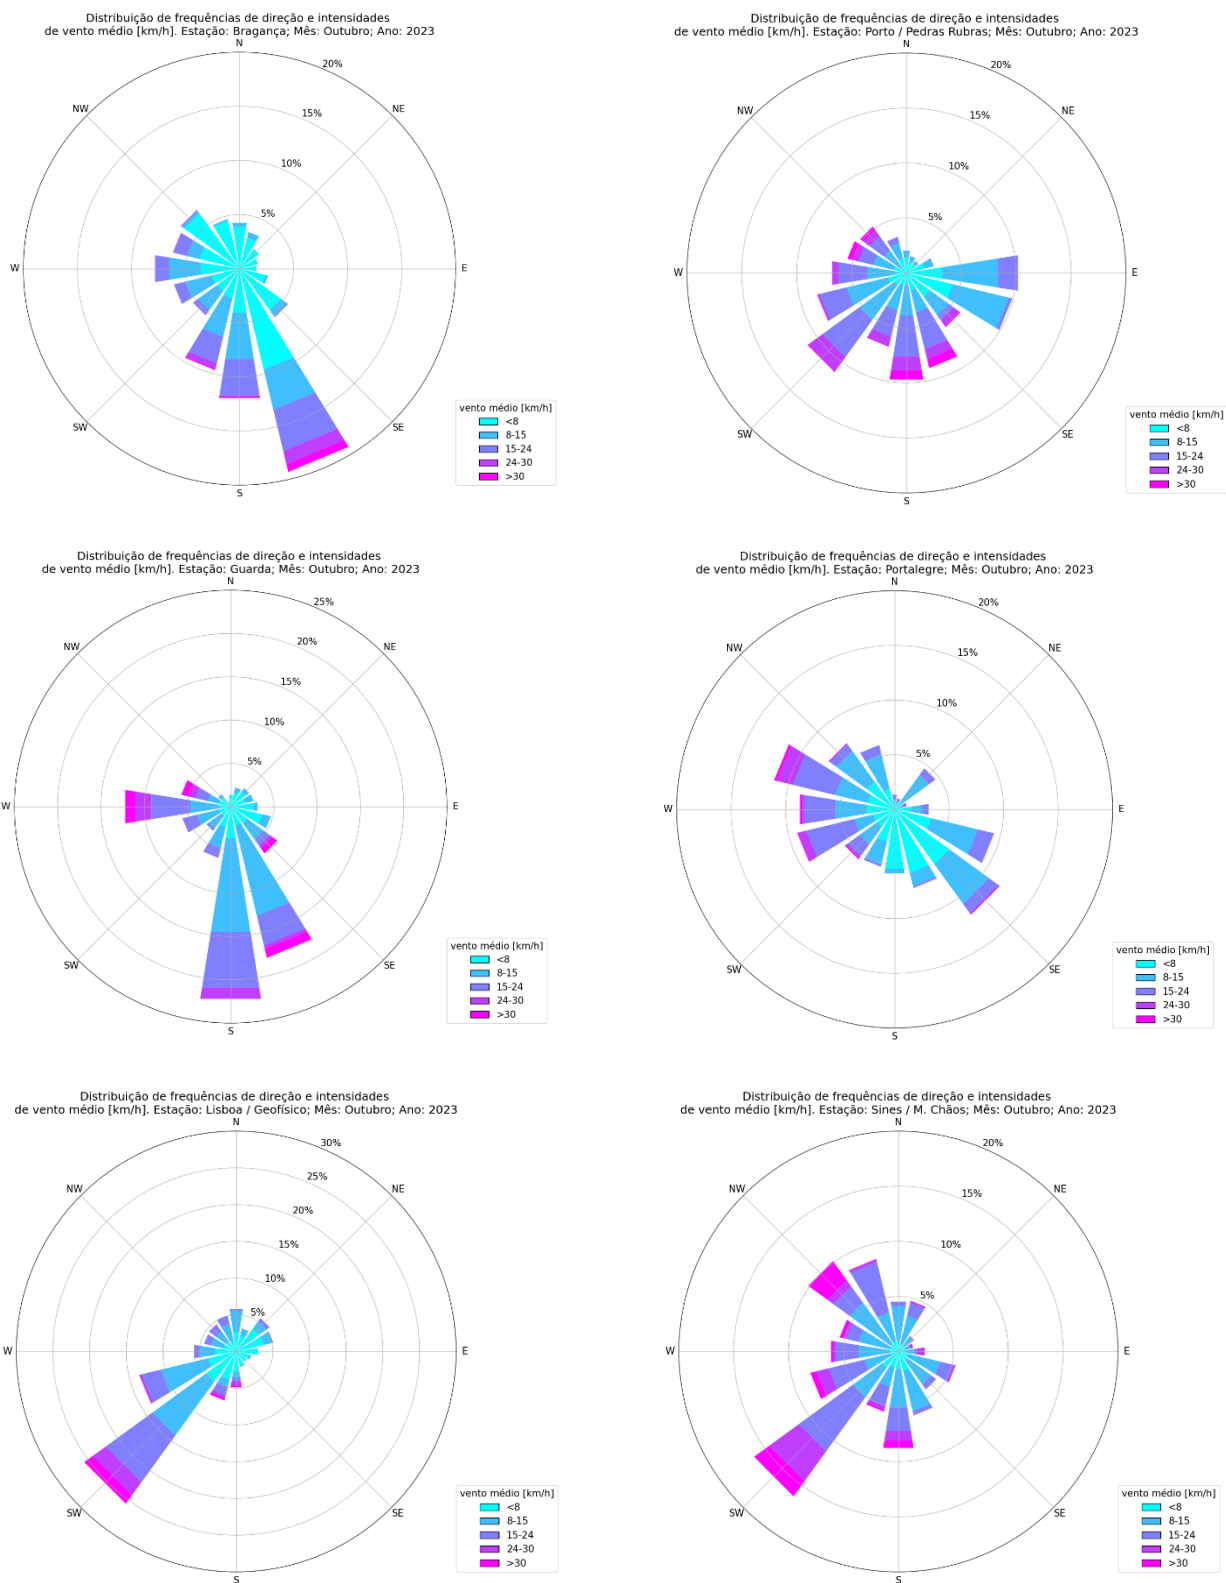 Distribuição de frequências de direção e intensidades
de vento médio [km/h]. Estação: Bragança; Mês: Outubro; Ano: 2023
N
20%
NW
NE
15%
10%
5%
W
E
SW
SE
S
vento médio [km/h]
<8
8-15
15-24
24-30
>30
Distribuição de frequências de direção e intensidades
de vento médio [km/h]. Estação: Porto / Pedras Rubras; Mês: Outubro; Ano: 2023
N
20%
NW
NE
15%
10%
5%
W
E
SW
SE
S
vento médio [km/h]
<8
8-15
15-24
24-30
>30
Distribuição de frequências de direção e intensidades
de vento médio [km/h]. Estação: Guarda; Mês: Outubro; Ano: 2023
N
25%
NW
NE
20%
15%
10%
5%
W
E
SW
SE
S
vento médio [km/h]
<8
8-15
15-24
24-30
>30
Distribuição de frequências de direção e intensidades
de vento médio [km/h]. Estação: Portalegre; Mês: Outubro; Ano: 2023
N
20%
NW
NE
15%
10%
5%
W
E
SW
SE
S
vento médio [km/h]
<8
8-15
15-24
24-30
>30
Distribuição de frequências de direção e intensidades
de vento médio [km/h]. Estação: Lisboa / Geofísico; Mês: Outubro; Ano: 2023
N
30%
25%
NW
NE
20%
15%
10%
5%
W
E
SW
SE
S
vento médio [km/h]
<8
8-15
15-24
24-30
>30
Distribuição de frequências de direção e intensidades
de vento médio [km/h]. Estação: Sines / M. Chãos; Mês: Outubro; Ano: 2023
N
20%
NW
NE
15%
10%
5%
W
E
SW
SE
S
vento médio [km/h]
<8
8-15
15-24
24-30
>30